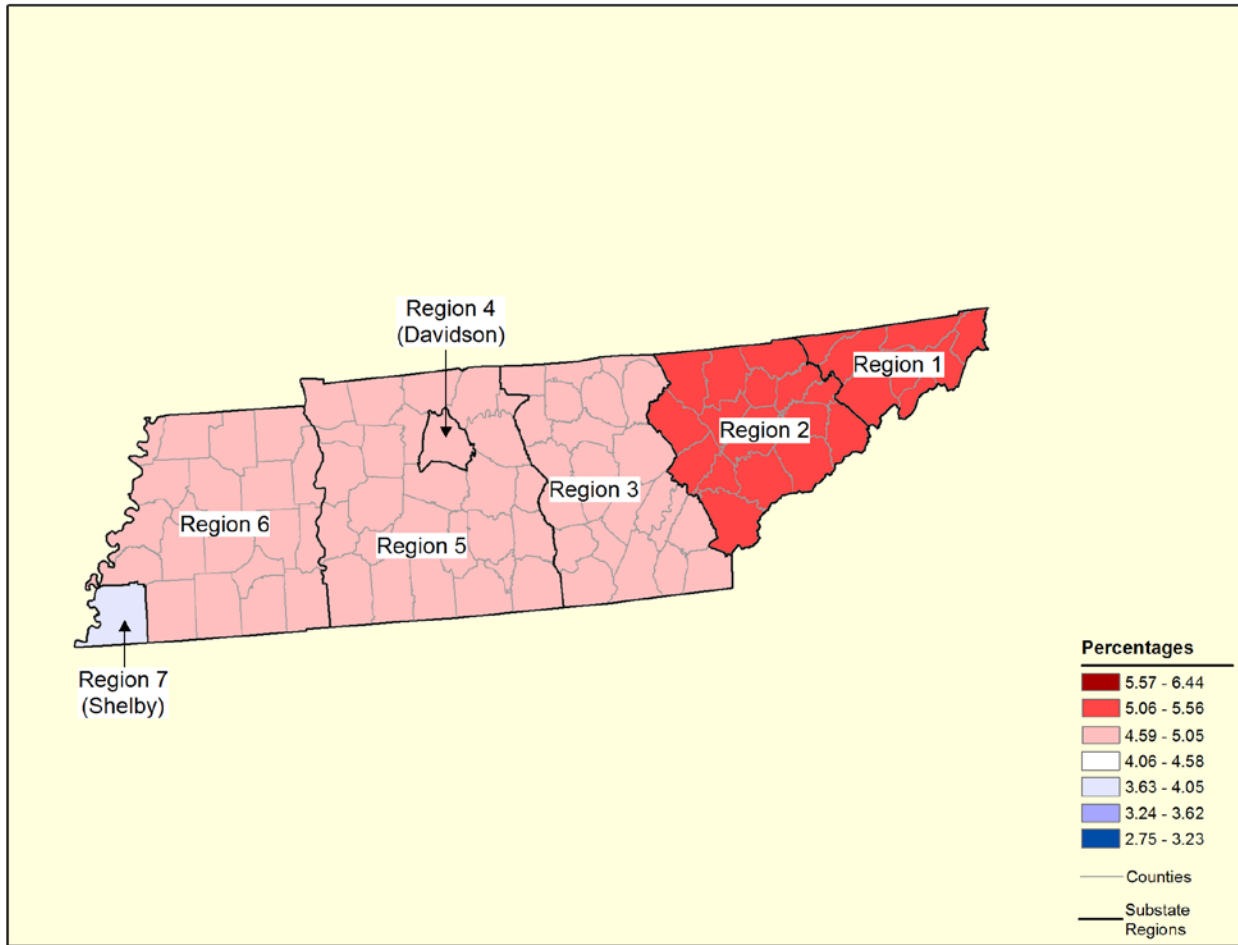 Region 4
(Davidson)
Region 1
Region 2
Region 3
Region 6
Region 5
Region 7
(Shelby)
Percentages
5.57 - 6.44
5.06 - 5.56
4.59 - 5.05
4.06 - 4.58
3.63 - 4.05
3.24 - 3.62
2.75 - 3.23
Counties
Substate
Regions